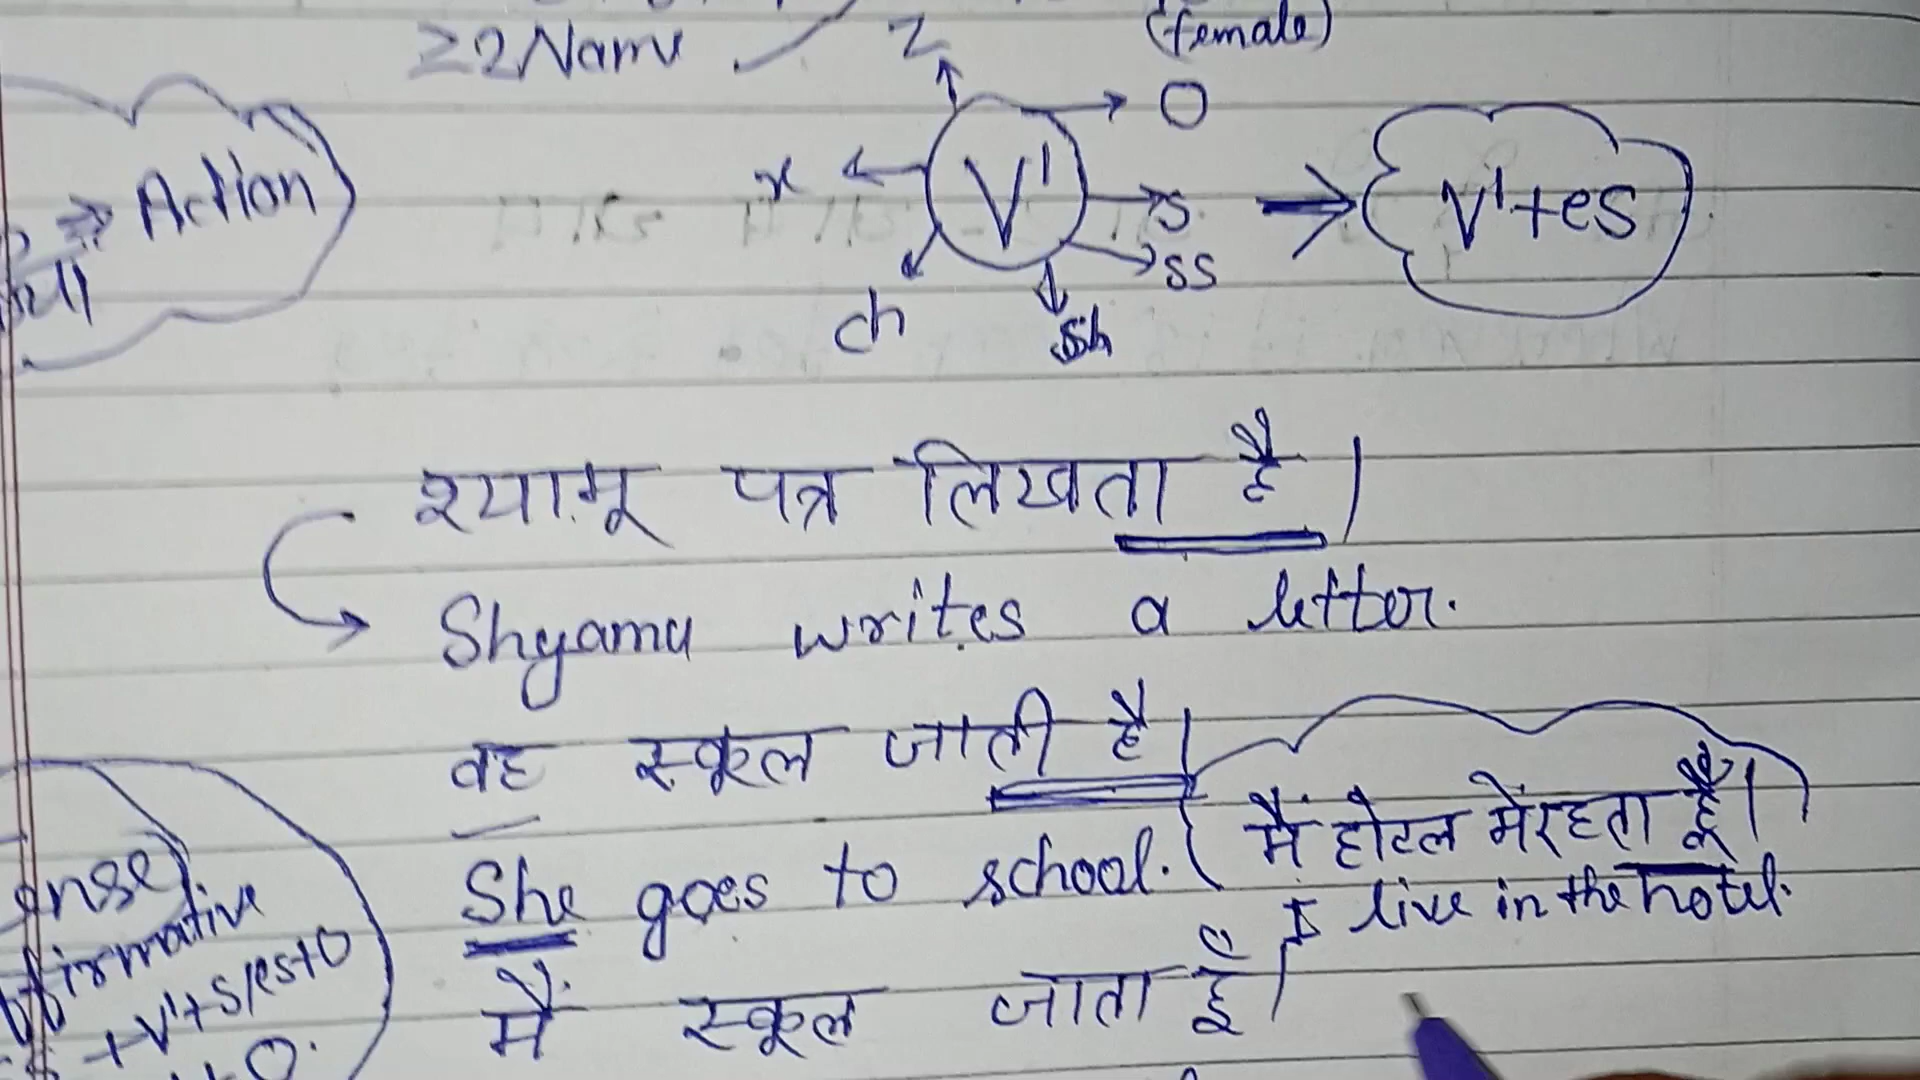 ≥2 Name
(female)
Z
O
x
V¹
S
SS
ch
sh
V¹+es
⇒ Action
श्यामू पत्र लिखता है।
Shyamu writes a letter.
वह स्कूल जाती है।
She goes to school.
मैं होटल में रहता हूँ।
I live in the hotel.
मैं स्कूल जाता हूँ।
+V¹+s/es+O